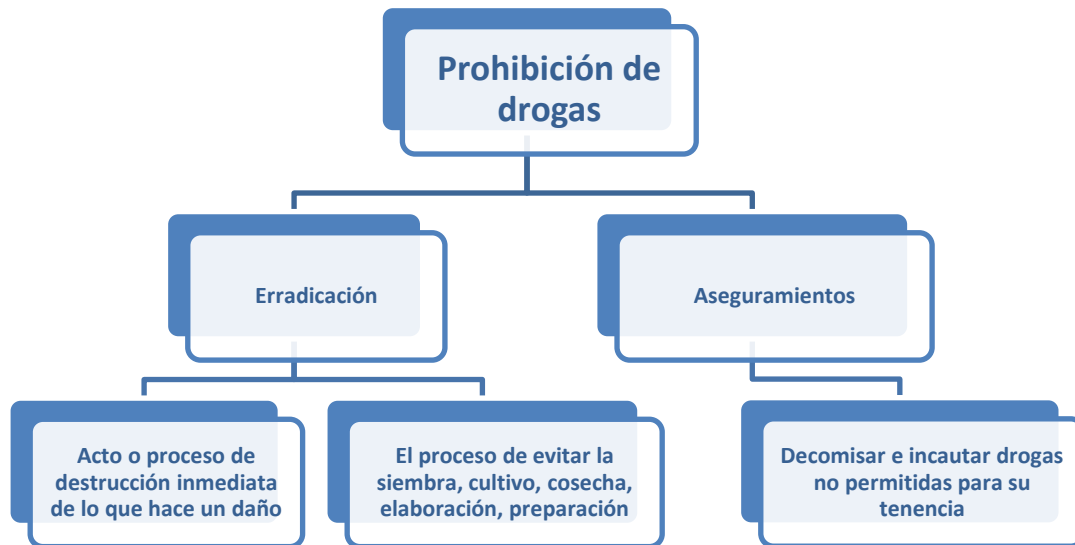 Prohibición de
drogas
Erradicación
Aseguramientos
Acto o proceso de
destrucción inmediata
de lo que hace un daño
El proceso de evitar la
siembra, cultivo, cosecha,
elaboración, preparación
Decomisar e incautar drogas
no permitidas para su
tenencia